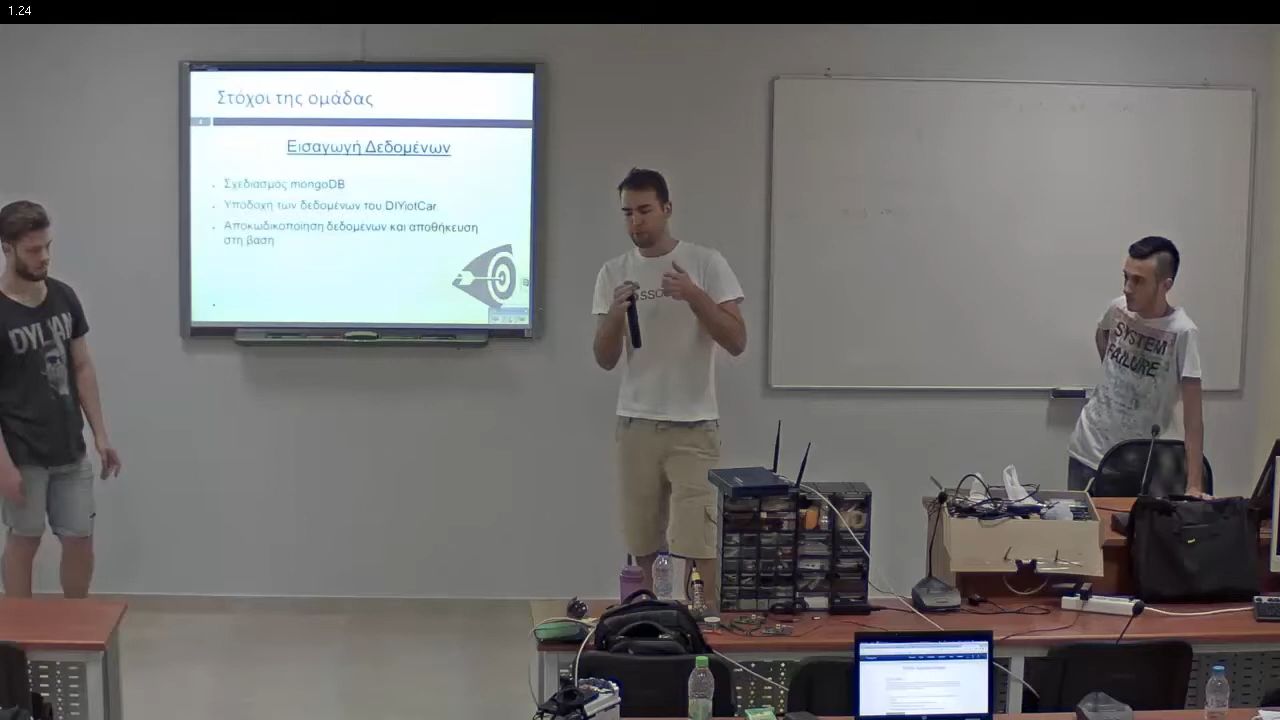 1.24
Στόχοι της ομάδας
Εισαγωγή Δεδομένων
Σχεδιασμος mongoDB
Υποδοχη των δεδομένων του DIYiotCar
Αποκωδικοποίηση δεδομένων και αποθήκευση
στη βαση
DYLAN
SYSTEM
FAILURE